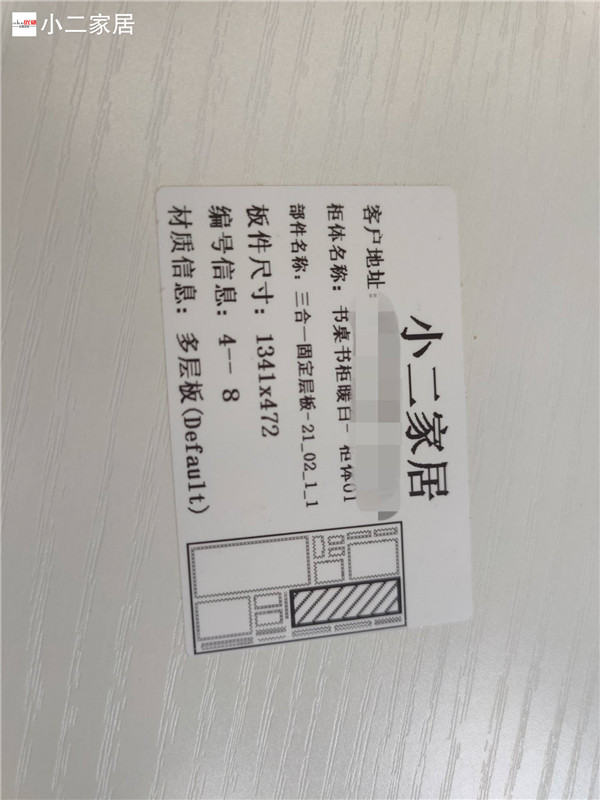 小二家居
小二家居
客户地址：
柜体名称：书桌书柜暖白-柜体01
部件名称：三合一固定层板-21_02_1_1
板件尺寸：1341x472
编号信息：4-- 8
材质信息：多层板(Default)